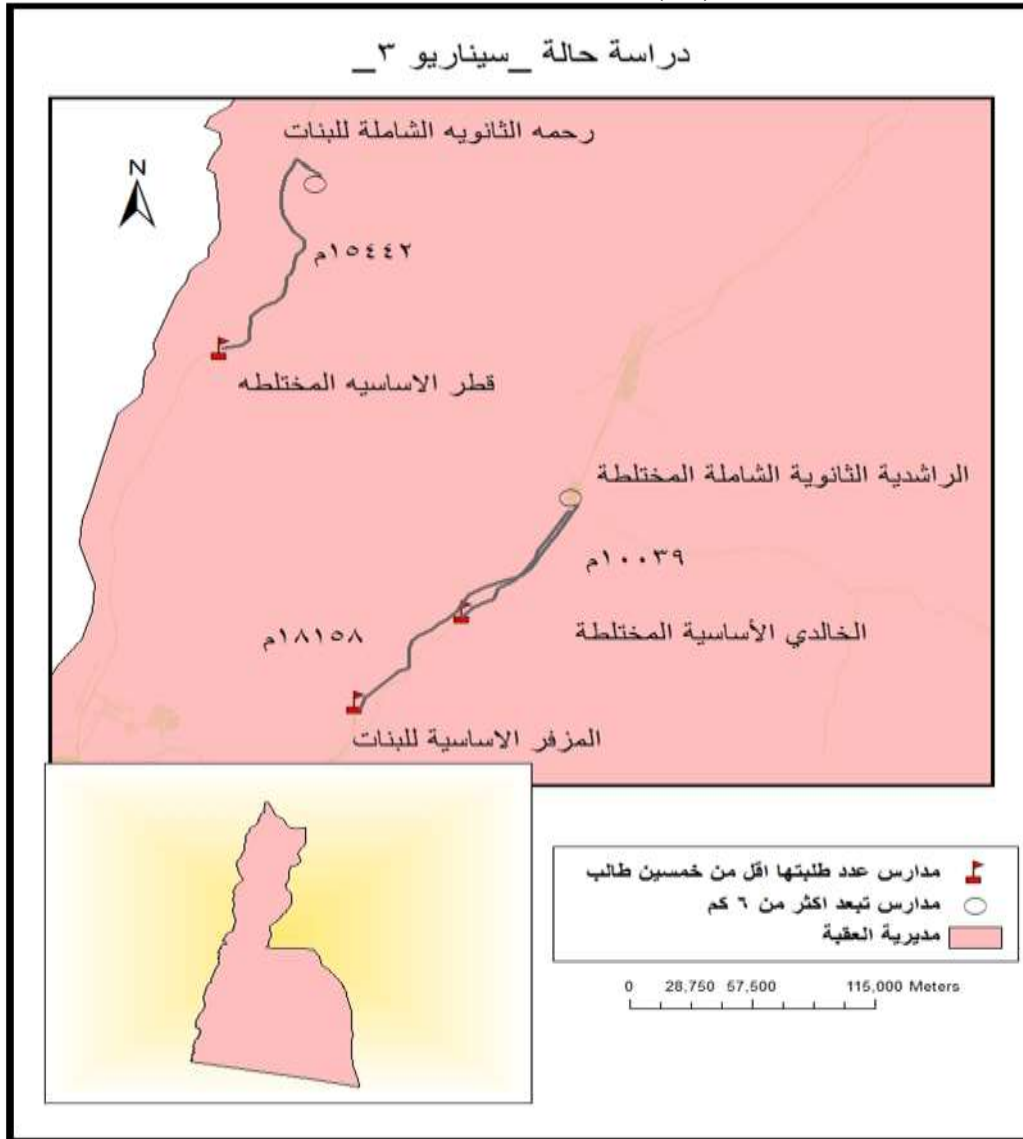 دراسة حالة _سيناريو ٣_
رحمه الثانويه الشاملة للبنات
N
١٥٤٤٢م
قطر الاساسيه المختلطه
الراشدية الثانوية الشاملة المختلطة
١٠٠٣٩م
الخالدي الأساسية المختلطة
١٨١٥٨م
المزفر الاساسية للبنات
مدارس عدد طلبتها اقل من خمسين طالب
مدارس تبعد اكثر من ٦ كم
مديرية العقبة
0 28,750 57,500 115,000 Meters